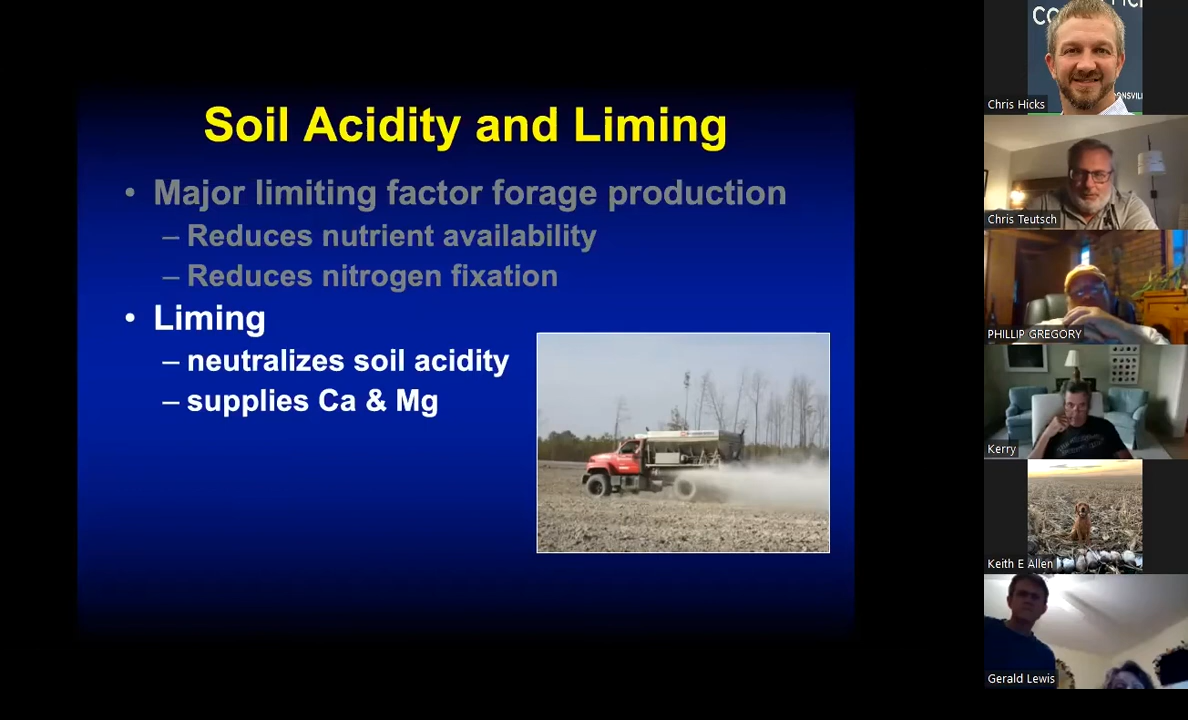 Soil Acidity and Liming
• Major limiting factor forage production
– Reduces nutrient availability
– Reduces nitrogen fixation
• Liming
– neutralizes soil acidity
– supplies Ca & Mg
Chris Hicks
Chris Teutsch
PHILLIP GREGORY
Kerry
Keith E Allen
Gerald Lewis